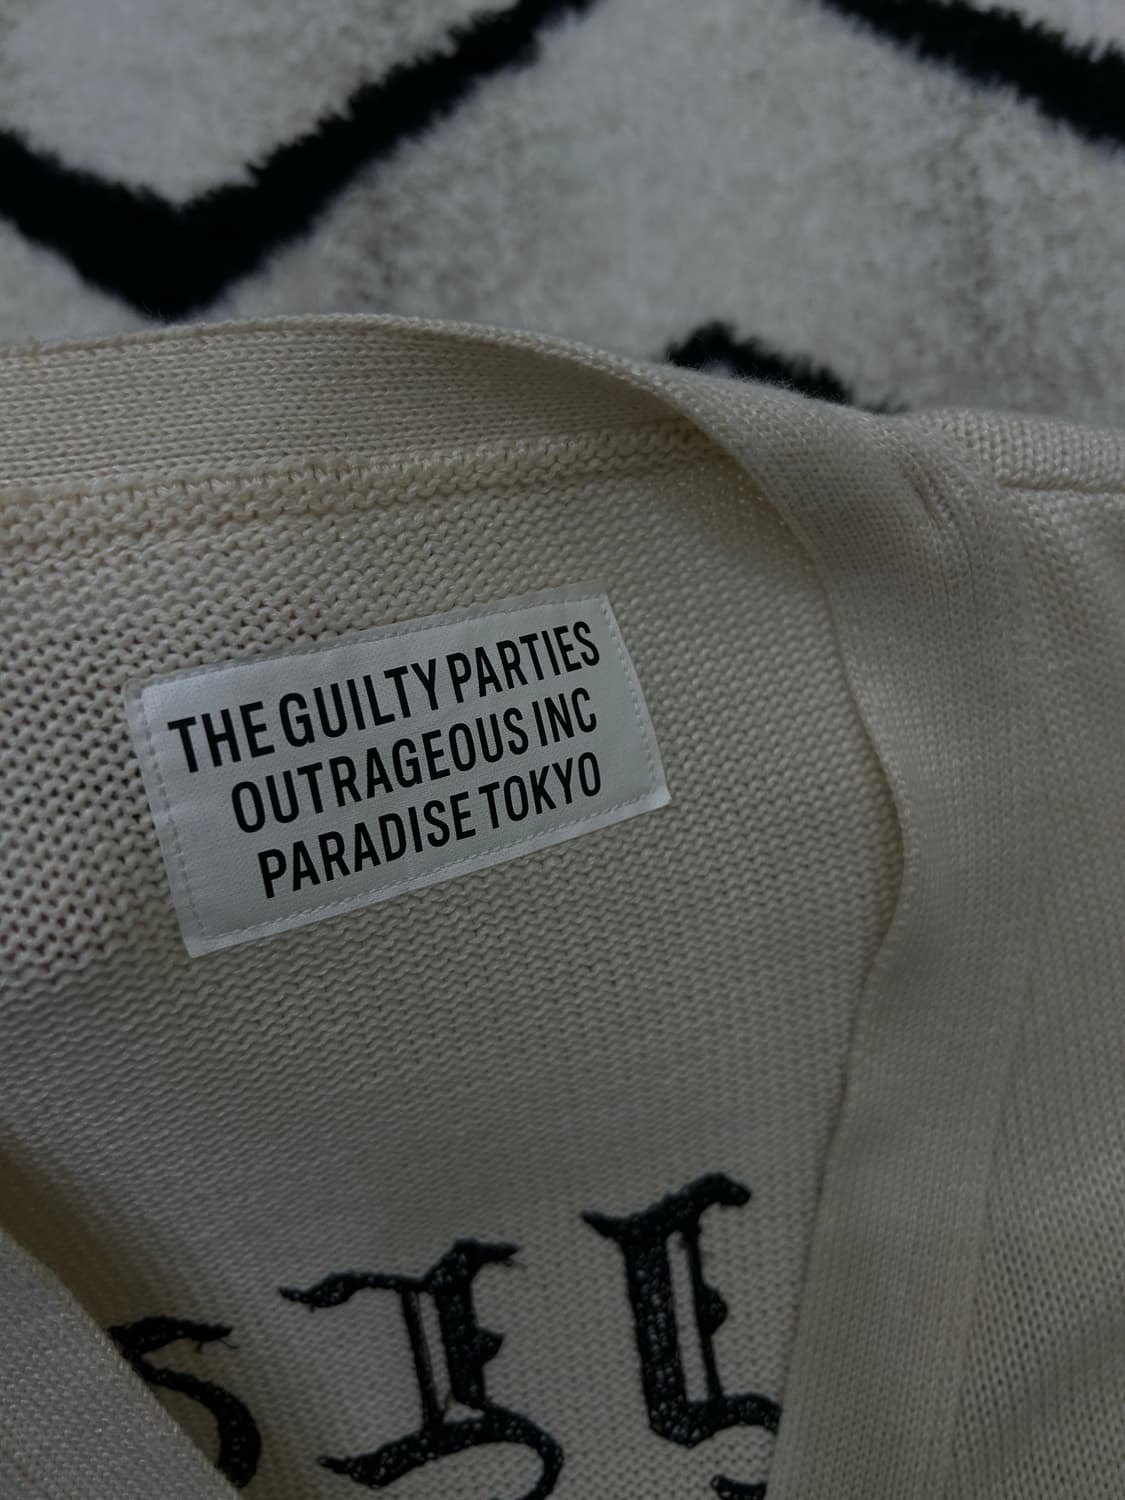 THE GUILTY PARTIES
OUTRAGEOUS INC
PARADISE TOKYO